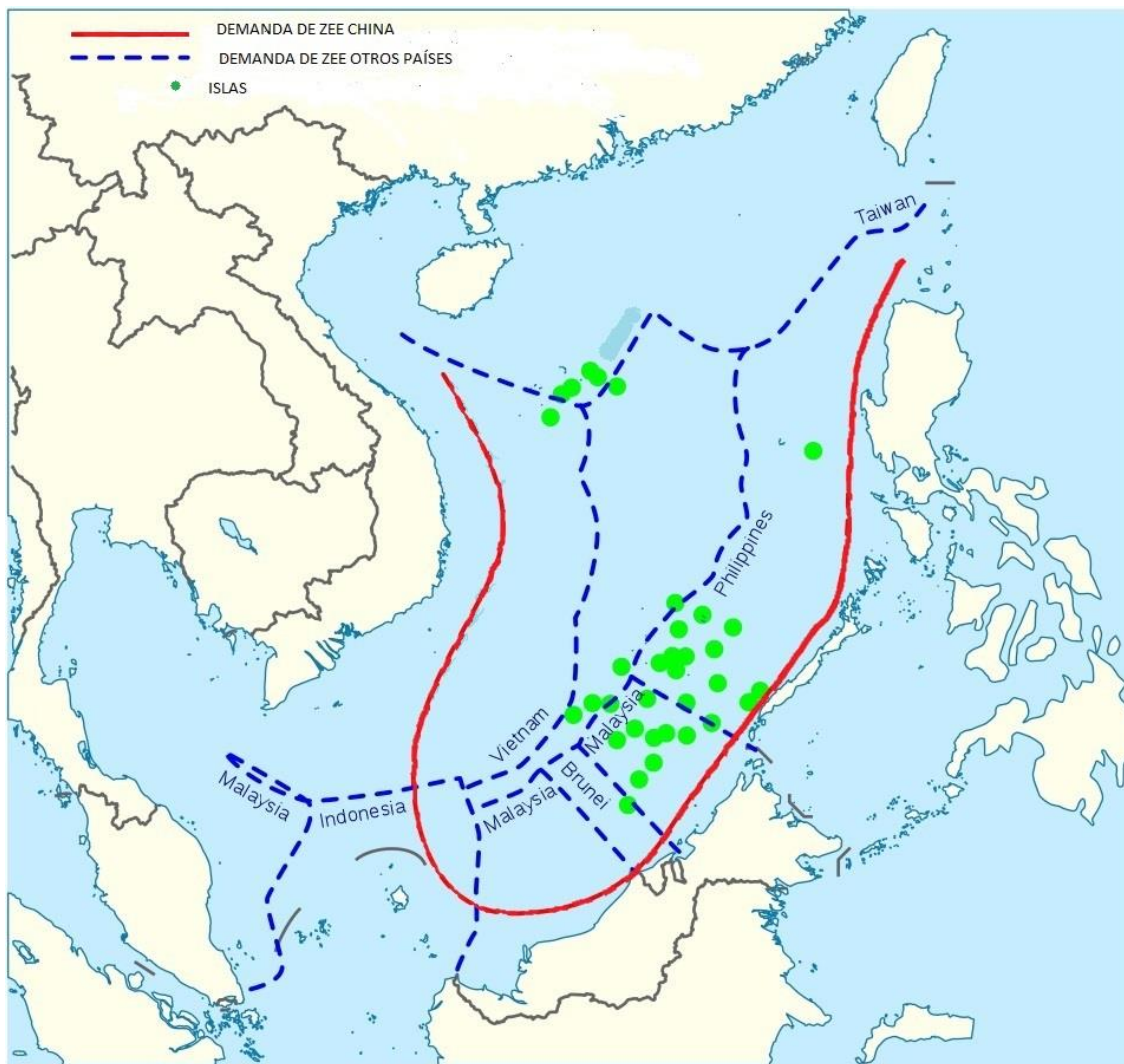 DEMANDA DE ZEE CHINA
DEMANDA DE ZEE OTROS PAÍSES
ISLAS
Taiwan
Philippines
Vietnam
Malaysia
Malaysia
Indonesia
Malaysia
Brunei